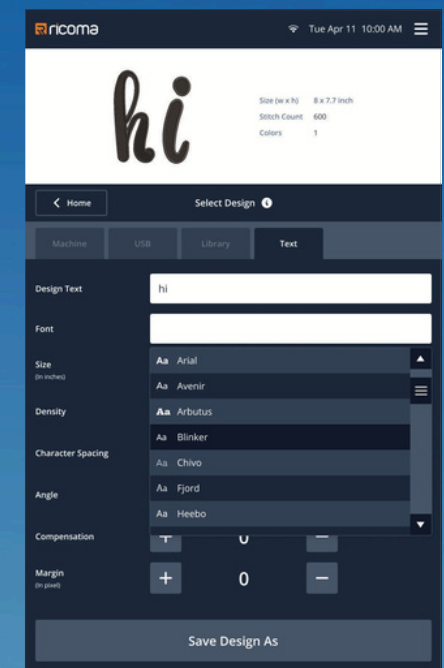 ricoma Tue Apr 11 10:00 AM
hi
Size (w x h) 8 x 7.7 inch
Stitch Count 600
Colors 1
Home Select Design
Machine USB Library Text
Design Text hi
Font
Size
(In inches)
Aa Arial
Aa Avenir
Density
Aa Arbutus
Aa Blinker
Character Spacing
Aa Chivo
Angle
Aa Fjord
Aa Heebo
Compensation + 0 −
Margin
(In pixel)
+ 0 −
Save Design As